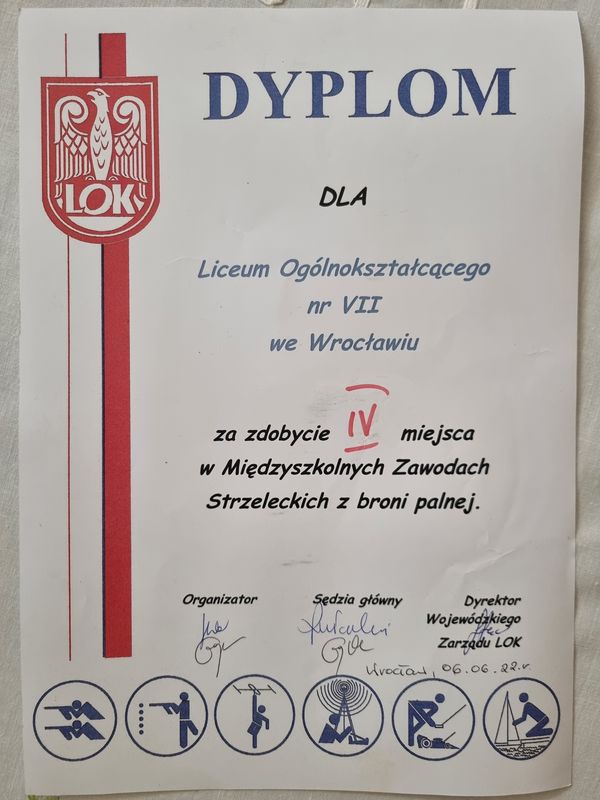 DYPLOM
LOK
DLA
Liceum Ogólnokształcącego
nr VII
we Wrocławiu
za zdobycie IV miejsca
w Międzyszkolnych Zawodach
Strzeleckich z broni palnej.
Organizator Sędzia główny Dyrektor
Wojewódzkiego
Zarządu LOK
Wrocław, 06.06.22r.